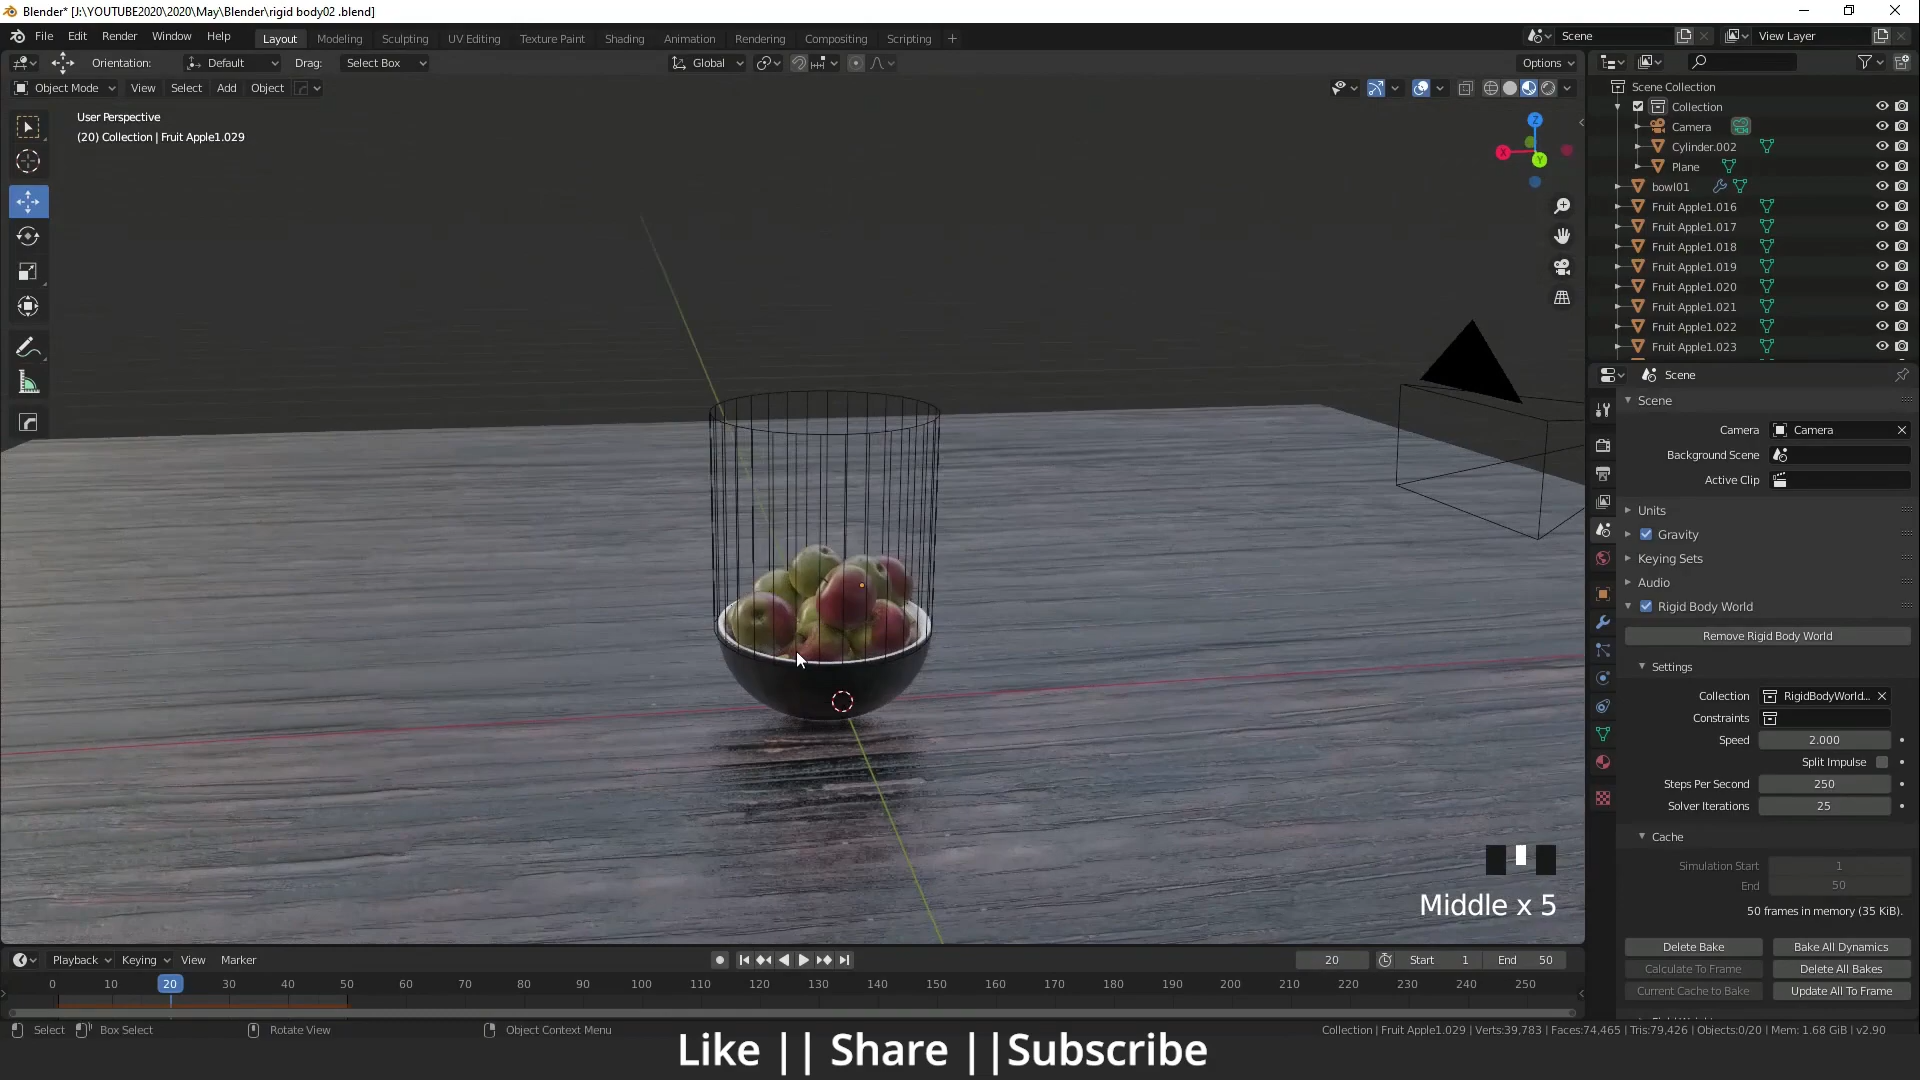 Blender* [J:\YOUTUBE2020\2020\May\Blender\rigid body02 .blend]
File Edit Render Window Help Layout Modeling Sculpting UV Editing Texture Paint Shading Animation Rendering Compositing Scripting + Scene View Layer
Orientation: Default Drag: Select Box Global Options
Object Mode View Select Add Object
User Perspective
(20) Collection | Fruit Apple1.029
Z
X
Y
Scene Collection
Collection
Camera
Cylinder.002
Plane
bowl01
Fruit Apple1.016
Fruit Apple1.017
Fruit Apple1.018
Fruit Apple1.019
Fruit Apple1.020
Fruit Apple1.021
Fruit Apple1.022
Fruit Apple1.023
Scene
Scene
Camera Camera
Background Scene
Active Clip
Units
Gravity
Keying Sets
Audio
Rigid Body World
Remove Rigid Body World
Settings
Collection RigidBodyWorld...
Constraints
Speed 2.000
Split Impulse
Steps Per Second 250
Solver Iterations 25
Cache
Simulation Start 1
End 50
50 frames in memory (35 KiB).
Delete Bake Bake All Dynamics
Calculate To Frame Delete All Bakes
Current Cache to Bake Update All To Frame
Middle x 5
Playback Keying View Marker 20 Start 1 End 50
0 10 20 30 40 50 60 70 80 90 100 110 120 130 140 150 160 170 180 190 200 210 220 230 240 250
Select Box Select Rotate View Object Context Menu Collection | Fruit Apple1.029 | Verts:39,783 | Faces:74,465 | Tris:79,426 | Objects:0/20 | Mem: 1.68 GiB | v2.90
Like || Share ||Subscribe